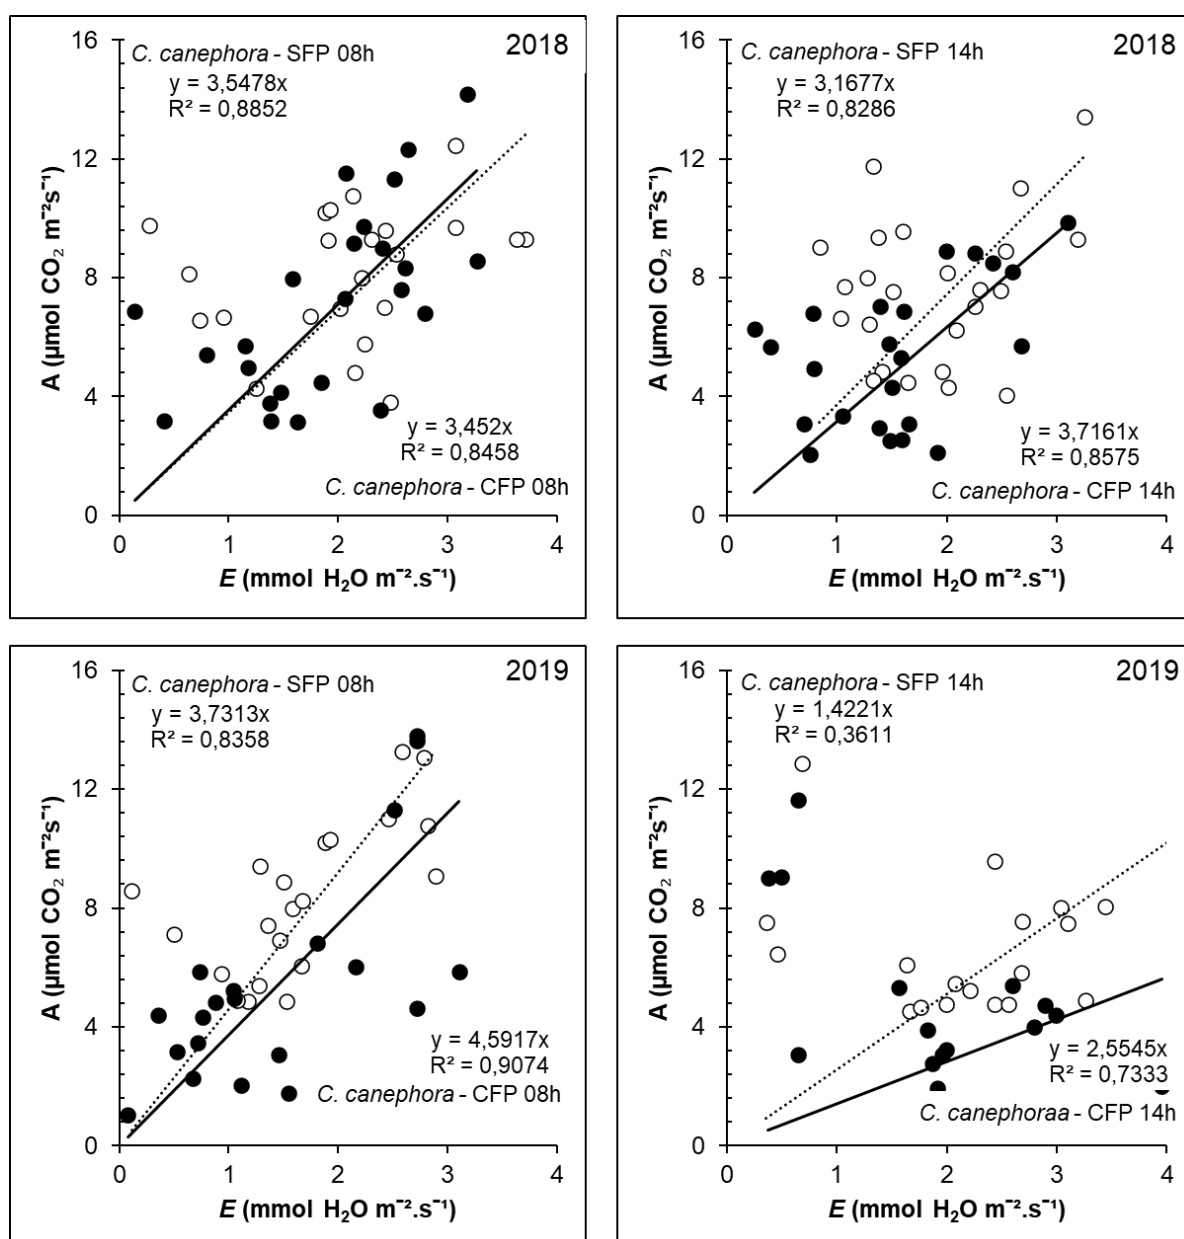 2018
C. canephora - SFP 08h
y = 3,5478x
R² = 0,8852
16
12
8
4
0
A (µmol CO₂ m⁻²s⁻¹)
y = 3,452x
R² = 0,8458
C. canephora - CFP 08h
0 1 2 3 4
E (mmol H₂O m⁻².s⁻¹)
2018
C. canephora - SFP 14h
y = 3,1677x
R² = 0,8286
16
12
8
4
0
A (µmol CO₂ m⁻²s⁻¹)
y = 3,7161x
R² = 0,8575
C. canephora - CFP 14h
0 1 2 3 4
E (mmol H₂O m⁻².s⁻¹)
2019
C. canephora - SFP 08h
y = 3,7313x
R² = 0,8358
16
12
8
4
0
A (µmol CO₂ m⁻²s⁻¹)
y = 4,5917x
R² = 0,9074
C. canephora - CFP 08h
0 1 2 3 4
E (mmol H₂O m⁻².s⁻¹)
2019
C. canephora - SFP 14h
y = 1,4221x
R² = 0,3611
16
12
8
4
0
A (µmol CO₂ m⁻²s⁻¹)
y = 2,5545x
R² = 0,7333
C. canephoraa - CFP 14h
0 1 2 3 4
E (mmol H₂O m⁻².s⁻¹)